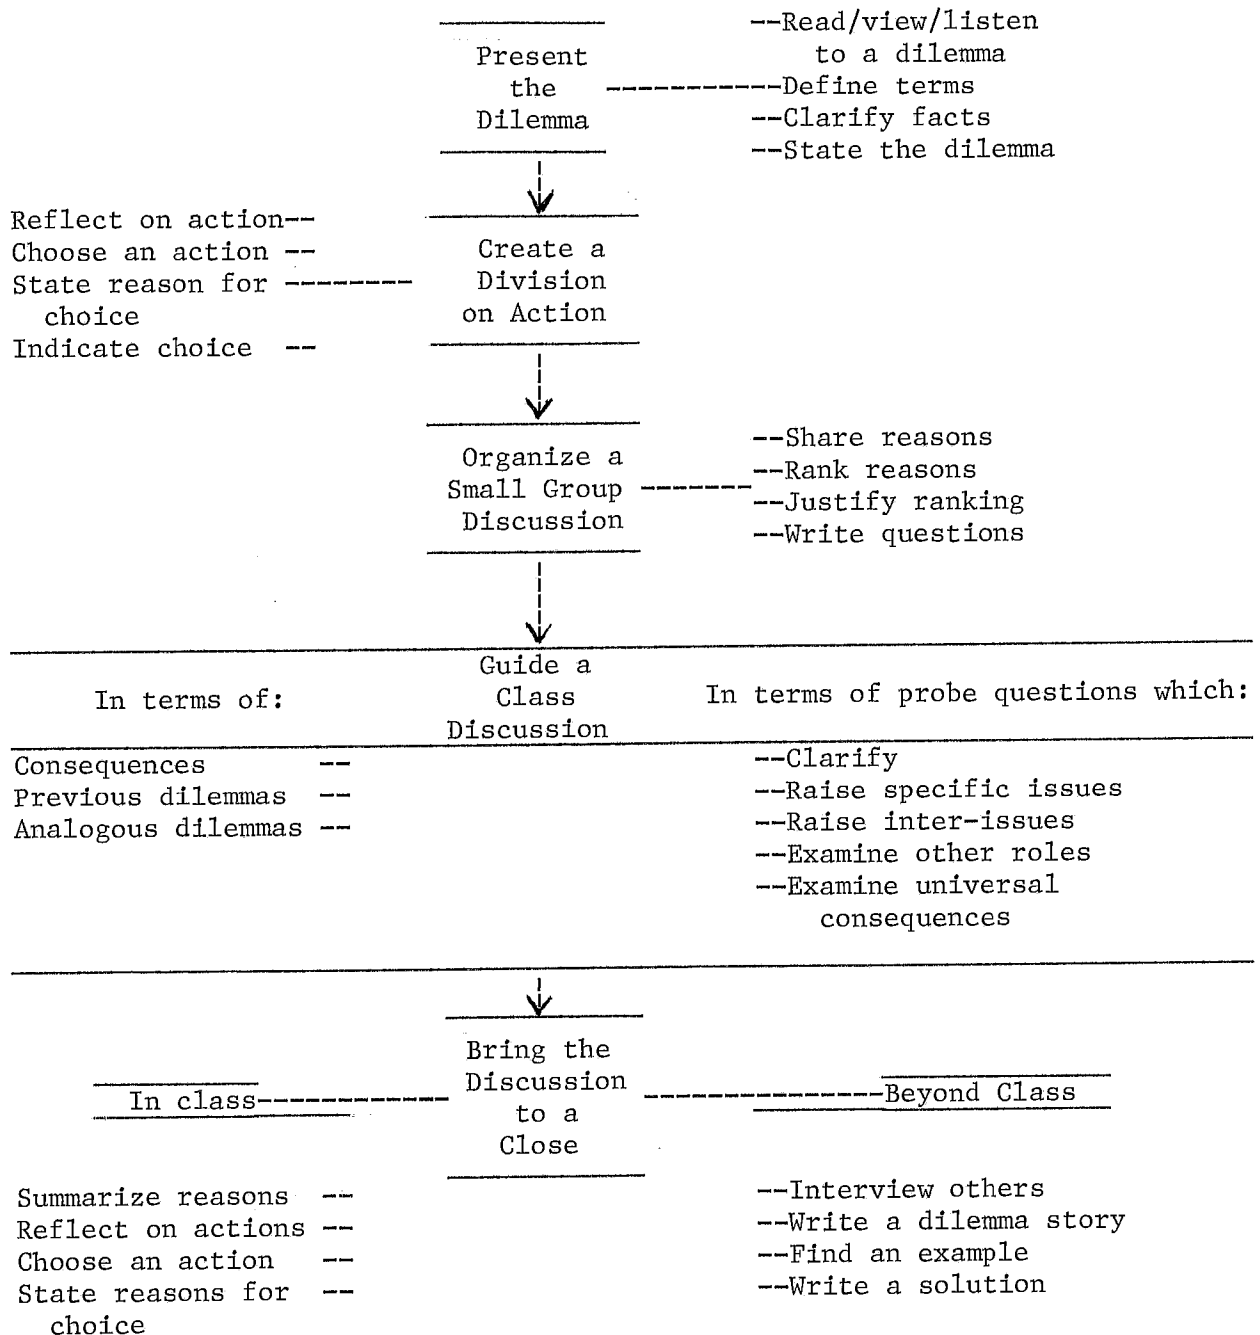 Present
the
Dilemma
--Read/view/listen
to a dilemma
--Define terms
--Clarify facts
--State the dilemma
Reflect on action--
Choose an action --
State reason for
choice
Indicate choice --
Create a
Division
on Action
Organize a
Small Group
Discussion
--Share reasons
--Rank reasons
--Justify ranking
--Write questions
In terms of:
Guide a
Class
Discussion
In terms of probe questions which:
Consequences --
Previous dilemmas --
Analogous dilemmas --
--Clarify
--Raise specific issues
--Raise inter-issues
--Examine other roles
--Examine universal
consequences
Bring the
Discussion
to a
Close
In class
Beyond Class
Summarize reasons --
Reflect on actions --
Choose an action --
State reasons for --
choice
--Interview others
--Write a dilemma story
--Find an example
--Write a solution